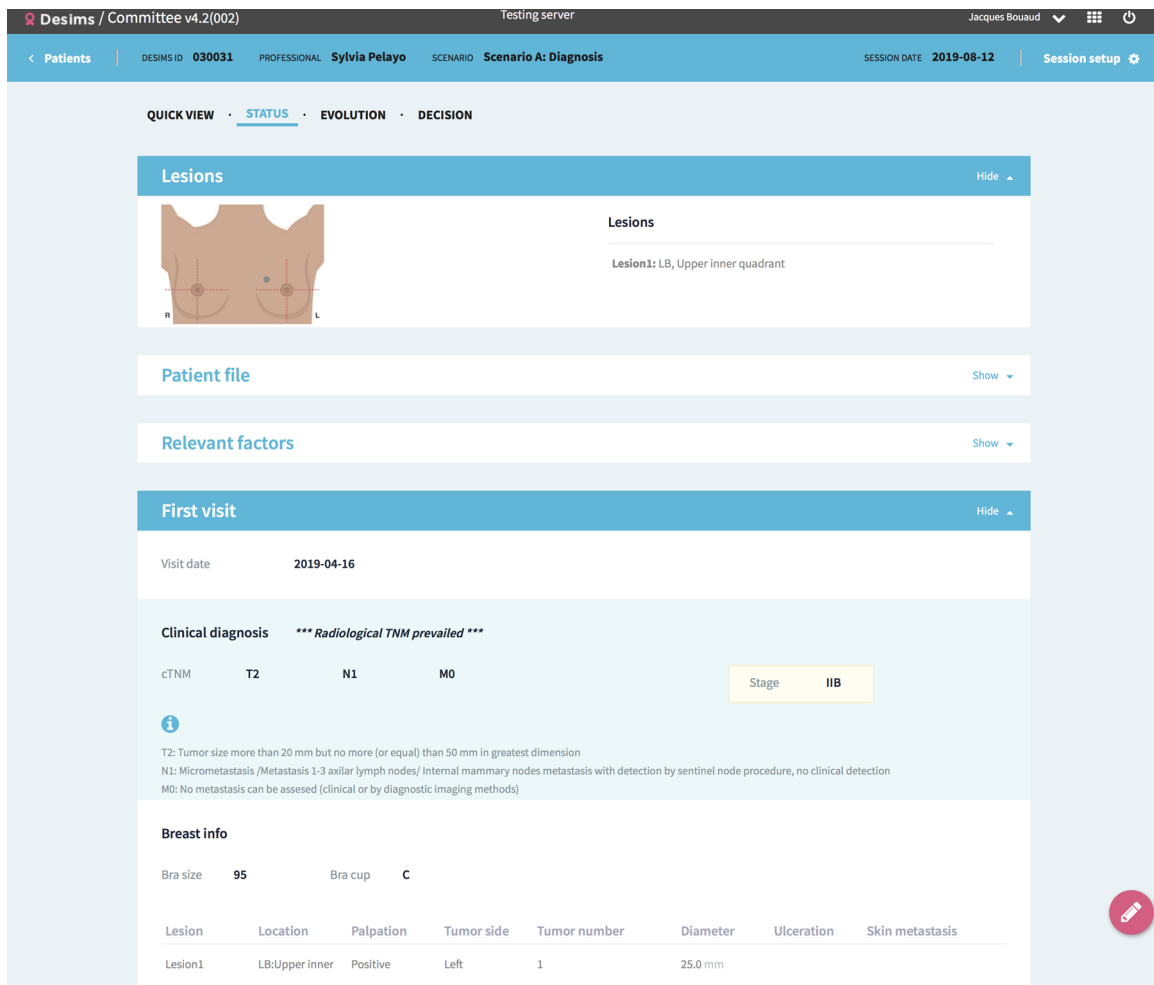 Desims / Committee v4.2(002) Testing server Jacques Bouaud
< Patients DESIMS ID 030031 PROFESSIONAL Sylvia Pelayo SCENARIO Scenario A: Diagnosis SESSION DATE 2019-08-12 Session setup
QUICK VIEW · STATUS · EVOLUTION · DECISION
Lesions Hide
Lesions
Lesion1: LB, Upper inner quadrant
R L
Patient file Show
Relevant factors Show
First visit Hide
Visit date 2019-04-16
Clinical diagnosis *** Radiological TNM prevailed ***
cTNM T2 N1 M0 Stage IIB
i
T2: Tumor size more than 20 mm but no more (or equal) than 50 mm in greatest dimension
N1: Micrometastasis /Metastasis 1-3 axilar lymph nodes/ Internal mammary nodes metastasis with detection by sentinel node procedure, no clinical detection
M0: No metastasis can be assesed (clinical or by diagnostic imaging methods)
Breast info
Bra size 95 Bra cup C
Lesion Location Palpation Tumor side Tumor number Diameter Ulceration Skin metastasis
Lesion1 LB:Upper inner Positive Left 1 25.0 mm